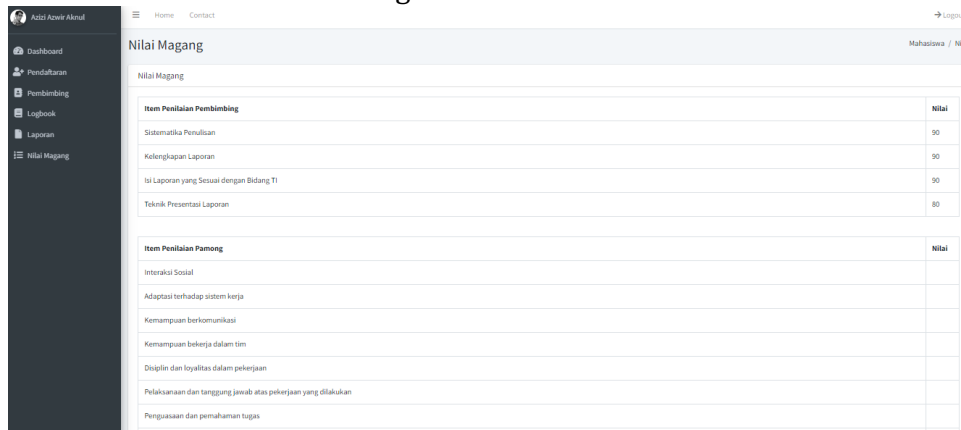 g
Azizi Azwir Aknul
Home Contact
Logou
Dashboard
Pendaftaran
Pembimbing
Logbook
Laporan
Nilai Magang
Nilai Magang
Mahasiswa / Ni
Nilai Magang
Item Penilaian Pembimbing Nilai
Sistematika Penulisan 90
Kelengkapan Laporan 90
Isi Laporan yang Sesuai dengan Bidang TI 90
Teknik Presentasi Laporan 80
Item Penilaian Pamong Nilai
Interaksi Sosial
Adaptasi terhadap sistem kerja
Kemampuan berkomunikasi
Kemampuan bekerja dalam tim
Disiplin dan loyalitas dalam pekerjaan
Pelaksanaan dan tanggung jawab atas pekerjaan yang dilakukan
Penguasaan dan pemahaman tugas